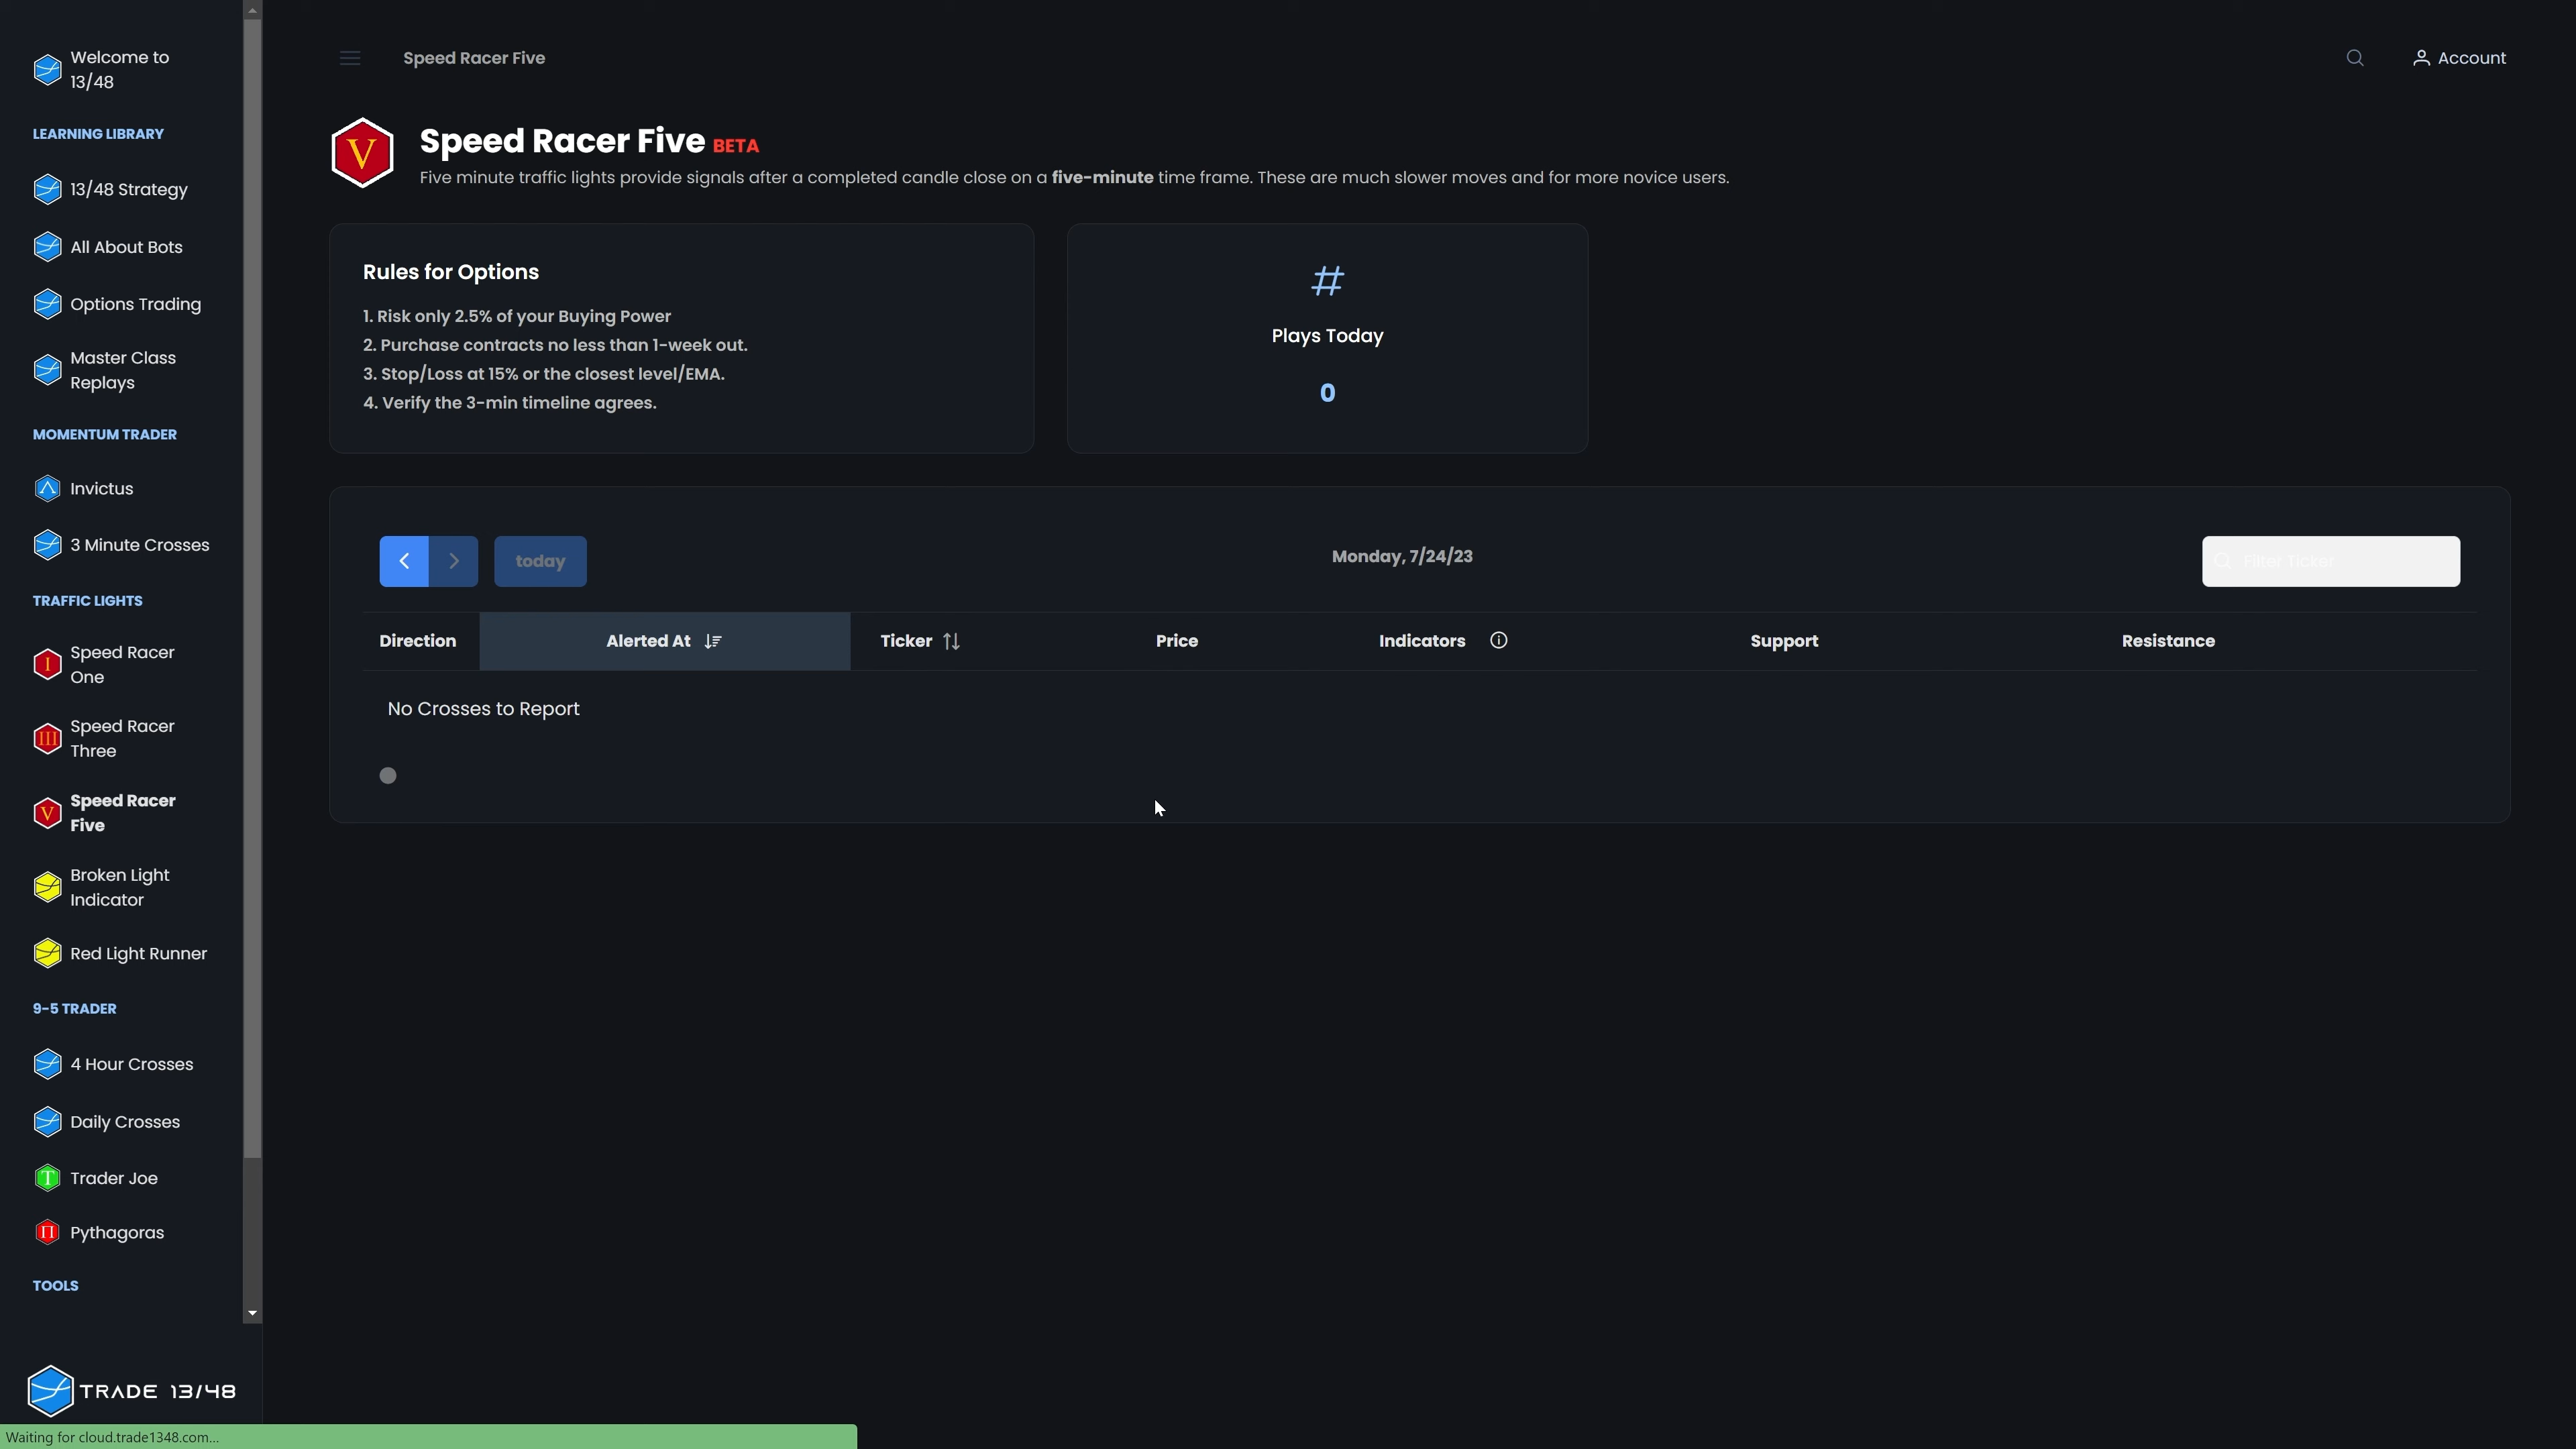 Welcome to
13/48
LEARNING LIBRARY
13/48 Strategy
All About Bots
Options Trading
Master Class
Replays
MOMENTUM TRADER
Invictus
3 Minute Crosses
TRAFFIC LIGHTS
I
Speed Racer
One
III
Speed Racer
Three
V
Speed Racer
Five
Broken Light
Indicator
Red Light Runner
9-5 TRADER
4 Hour Crosses
Daily Crosses
T
Trader Joe
Π
Pythagoras
TOOLS
TRADE 13/48
Waiting for cloud.trade1348.com...
Speed Racer Five
Account
V
Speed Racer Five BETA
Five minute traffic lights provide signals after a completed candle close on a five-minute time frame. These are much slower moves and for more novice users.
Rules for Options
1. Risk only 2.5% of your Buying Power
2. Purchase contracts no less than 1-week out.
3. Stop/Loss at 15% or the closest level/EMA.
4. Verify the 3-min timeline agrees.
#
Plays Today
0
today
Monday, 7/24/23
Filter Ticker
Direction Alerted At Ticker Price Indicators Support Resistance
No Crosses to Report